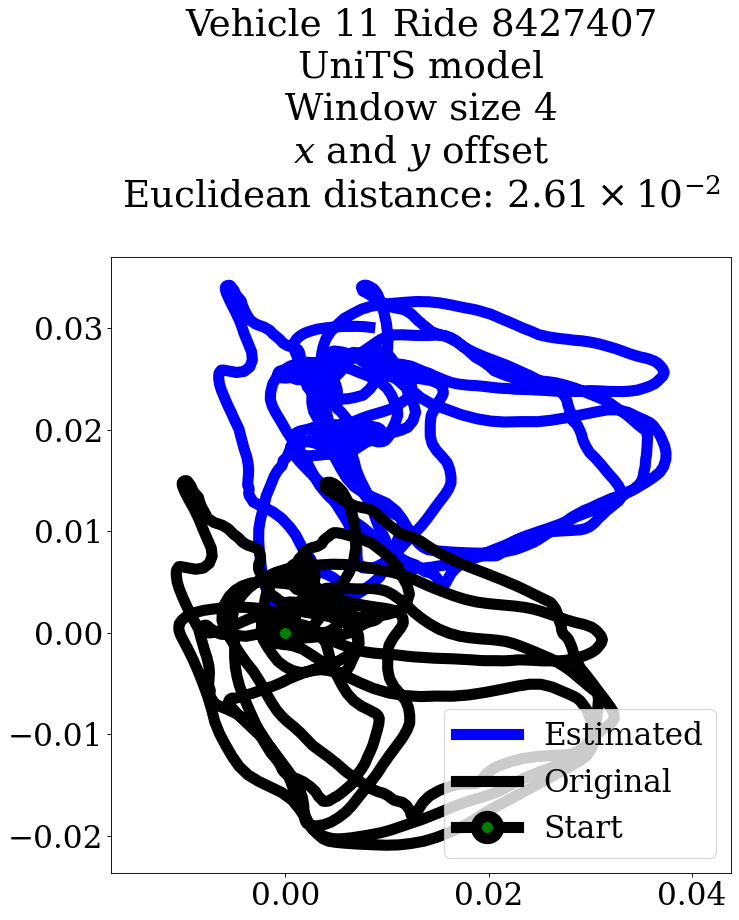 Vehicle 11 Ride 8427407
UniTS model
Window size 4
x and y offset
Euclidean distance: 2.61 × 10⁻²
0.03
0.02
0.01
0.00
−0.01
−0.02
0.00 0.02 0.04
Estimated
Original
Start